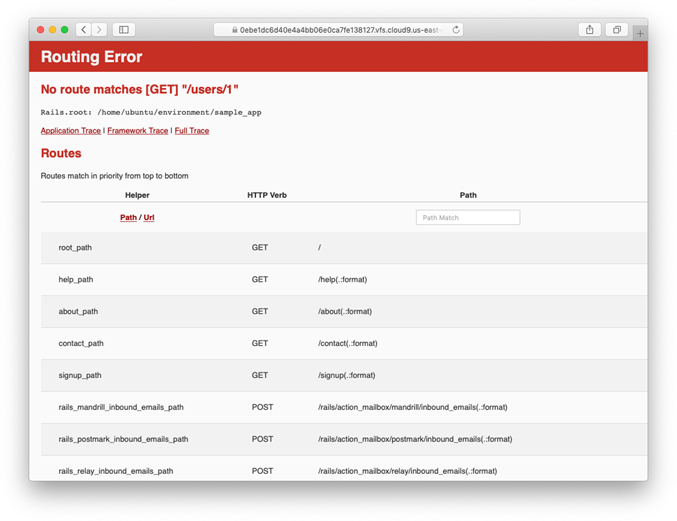 0ebe1dc6d40e4a4bb06e0ca7fe138127.vfs.cloud9.us-east-
Routing Error
No route matches [GET] "/users/1"
Rails.root: /home/ubuntu/environment/sample_app
Application Trace | Framework Trace | Full Trace
Routes
Routes match in priority from top to bottom
Helper HTTP Verb Path
Path / Url Path Match
root_path GET /
help_path GET /help(.:format)
about_path GET /about(.:format)
contact_path GET /contact(.:format)
signup_path GET /signup(.:format)
rails_mandrill_inbound_emails_path POST /rails/action_mailbox/mandrill/inbound_emails(.:format)
rails_postmark_inbound_emails_path POST /rails/action_mailbox/postmark/inbound_emails(.:format)
rails_relay_inbound_emails_path POST /rails/action_mailbox/relay/inbound_emails(.:format)